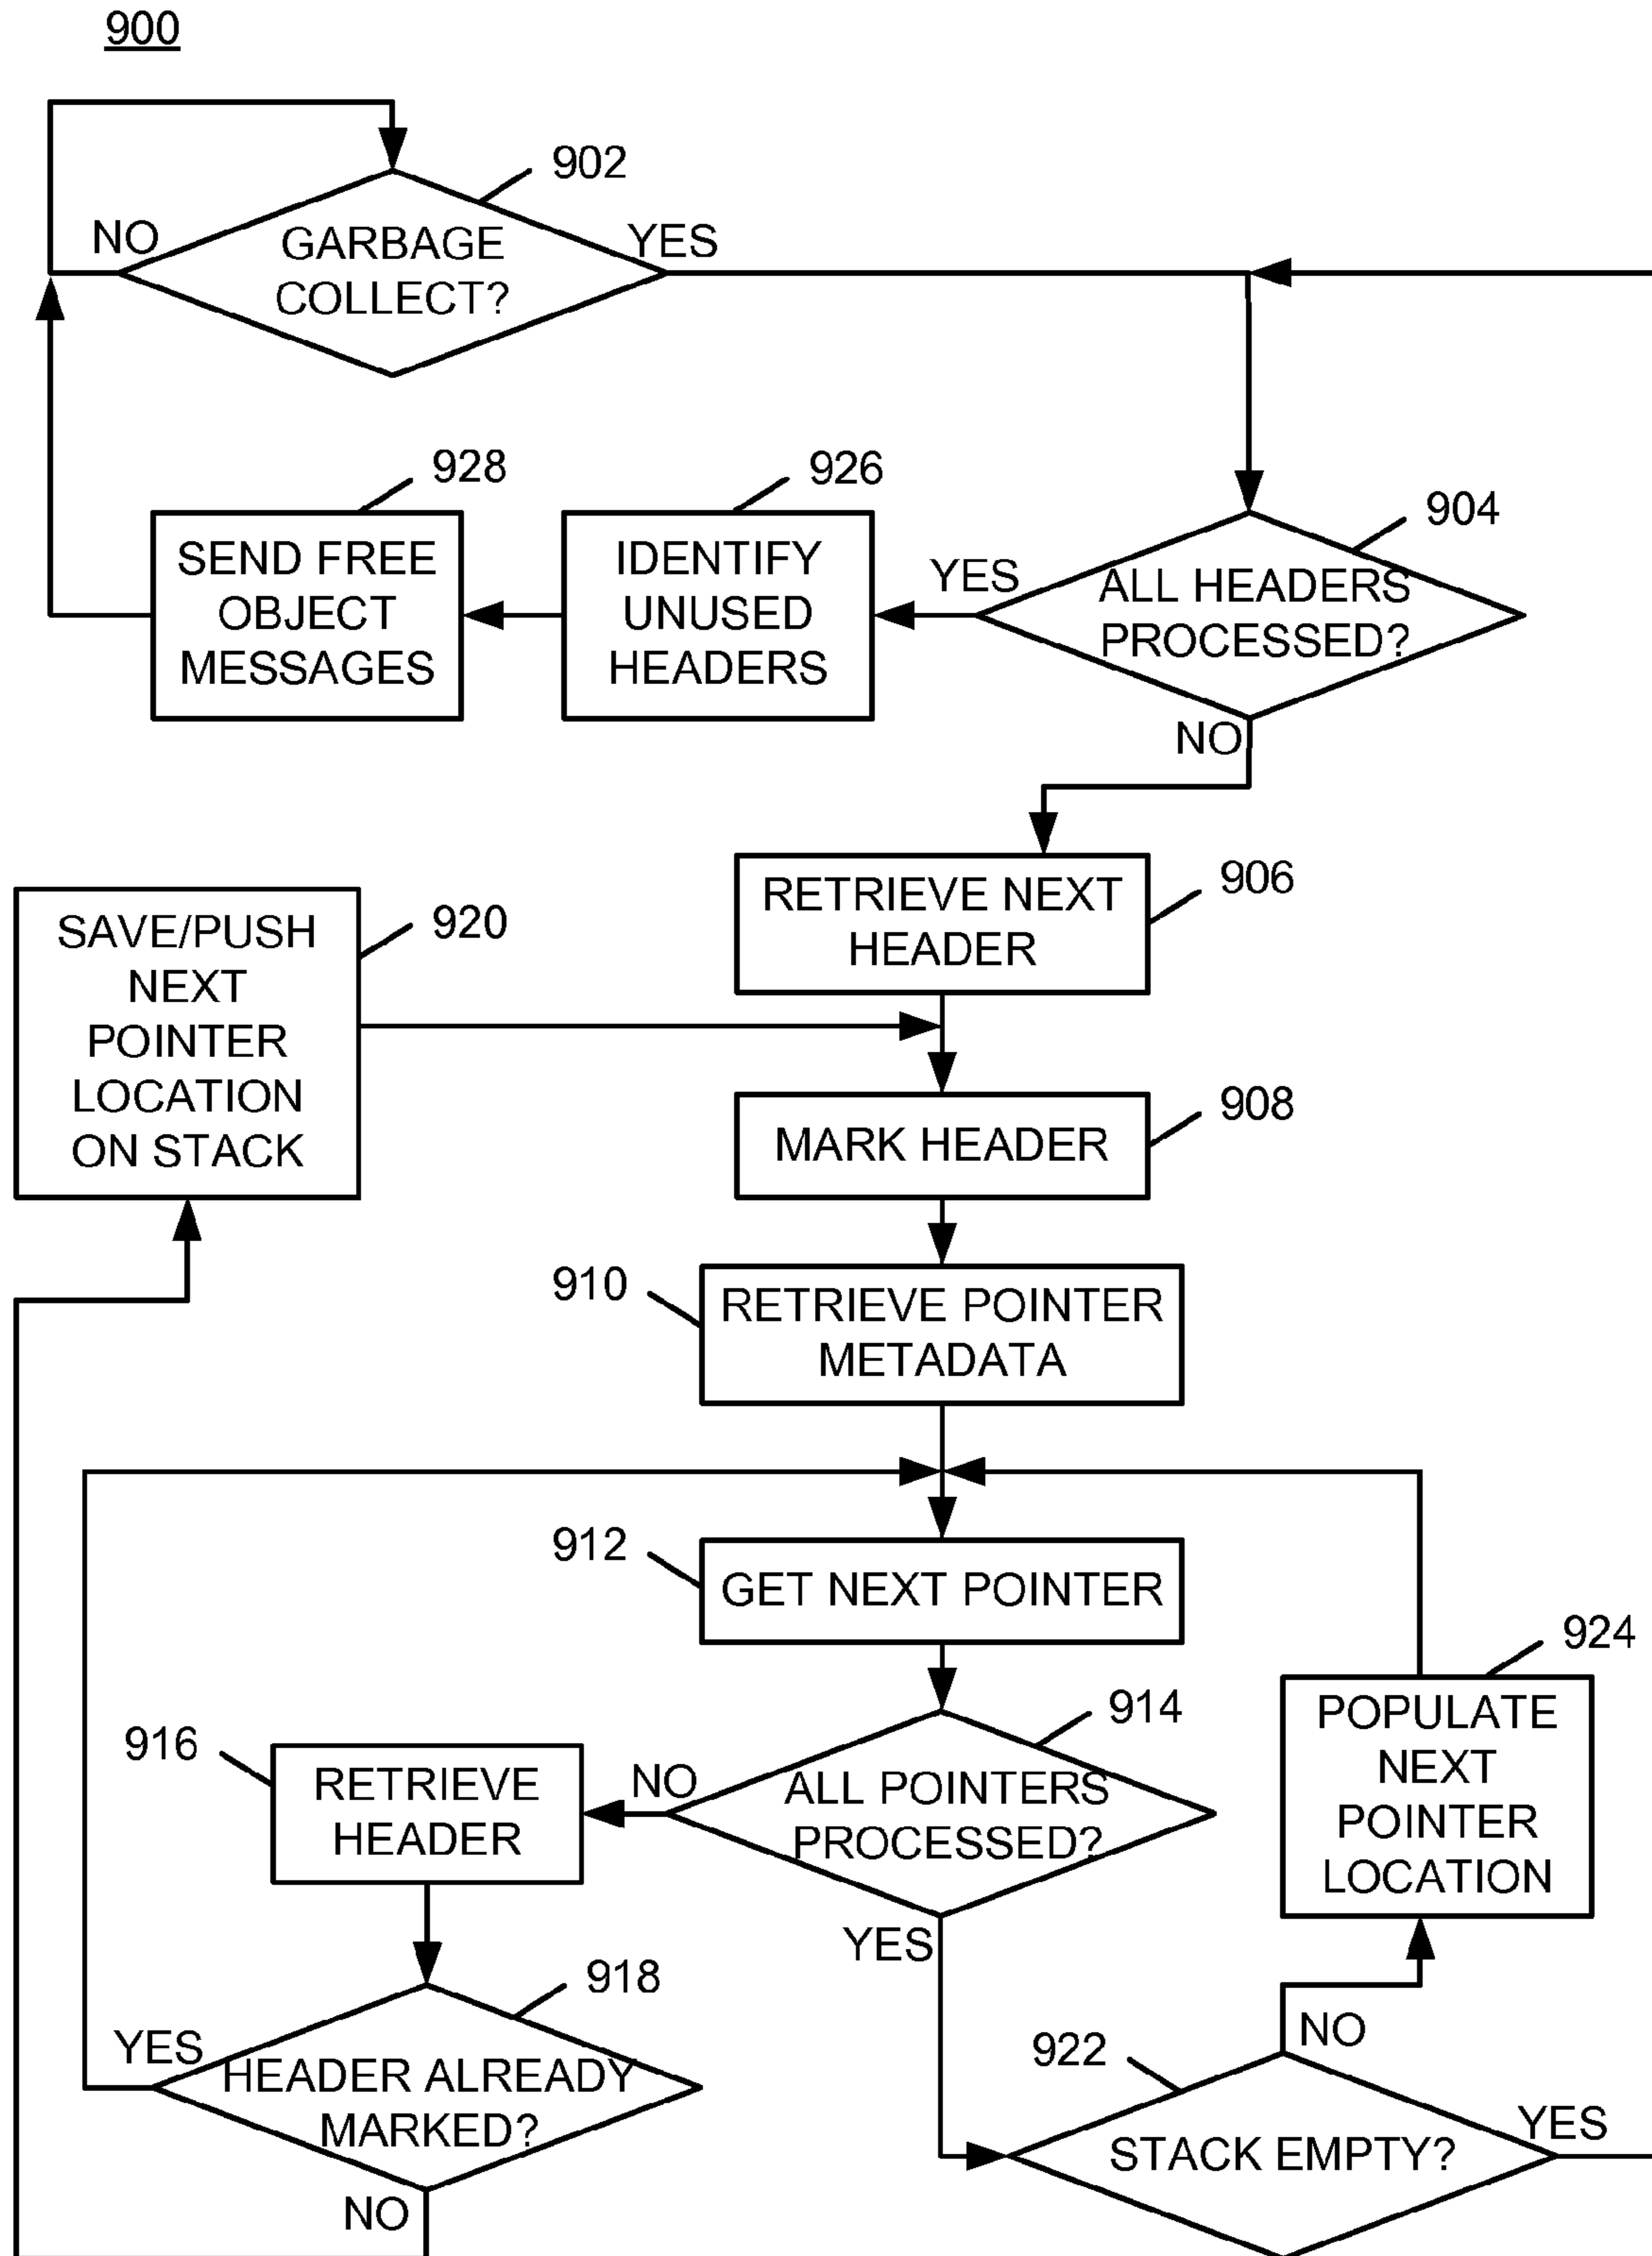 900
902
NO
GARBAGE
COLLECT?
YES
928
926
904
SEND FREE
OBJECT
MESSAGES
IDENTIFY
UNUSED
HEADERS
YES
ALL HEADERS
PROCESSED?
NO
906
RETRIEVE NEXT
HEADER
920
SAVE/PUSH
NEXT
POINTER
LOCATION
ON STACK
908
MARK HEADER
910
RETRIEVE POINTER
METADATA
912
GET NEXT POINTER
924
POPULATE
NEXT
POINTER
LOCATION
914
916
RETRIEVE
HEADER
NO
ALL POINTERS
PROCESSED?
YES
918
YES
HEADER ALREADY
MARKED?
NO
922
NO
STACK EMPTY?
YES